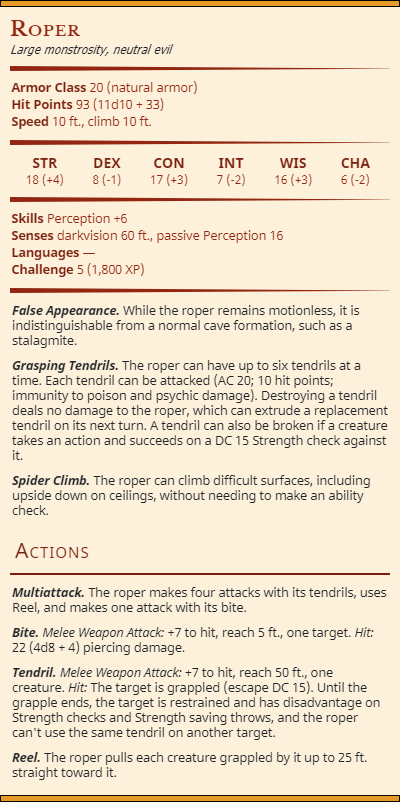 Roper
Large monstrosity, neutral evil
Armor Class 20 (natural armor)
Hit Points 93 (11d10 + 33)
Speed 10 ft., climb 10 ft.
STR DEX CON INT WIS CHA
18 (+4) 8 (-1) 17 (+3) 7 (-2) 16 (+3) 6 (-2)
Skills Perception +6
Senses darkvision 60 ft., passive Perception 16
Languages —
Challenge 5 (1,800 XP)
False Appearance. While the roper remains motionless, it is
indistinguishable from a normal cave formation, such as a
stalagmite.
Grasping Tendrils. The roper can have up to six tendrils at a
time. Each tendril can be attacked (AC 20; 10 hit points;
immunity to poison and psychic damage). Destroying a tendril
deals no damage to the roper, which can extrude a replacement
tendril on its next turn. A tendril can also be broken if a creature
takes an action and succeeds on a DC 15 Strength check against
it.
Spider Climb. The roper can climb difficult surfaces, including
upside down on ceilings, without needing to make an ability
check.
Actions
Multiattack. The roper makes four attacks with its tendrils, uses
Reel, and makes one attack with its bite.
Bite. Melee Weapon Attack: +7 to hit, reach 5 ft., one target. Hit:
22 (4d8 + 4) piercing damage.
Tendril. Melee Weapon Attack: +7 to hit, reach 50 ft., one
creature. Hit: The target is grappled (escape DC 15). Until the
grapple ends, the target is restrained and has disadvantage on
Strength checks and Strength saving throws, and the roper
can't use the same tendril on another target.
Reel. The roper pulls each creature grappled by it up to 25 ft.
straight toward it.